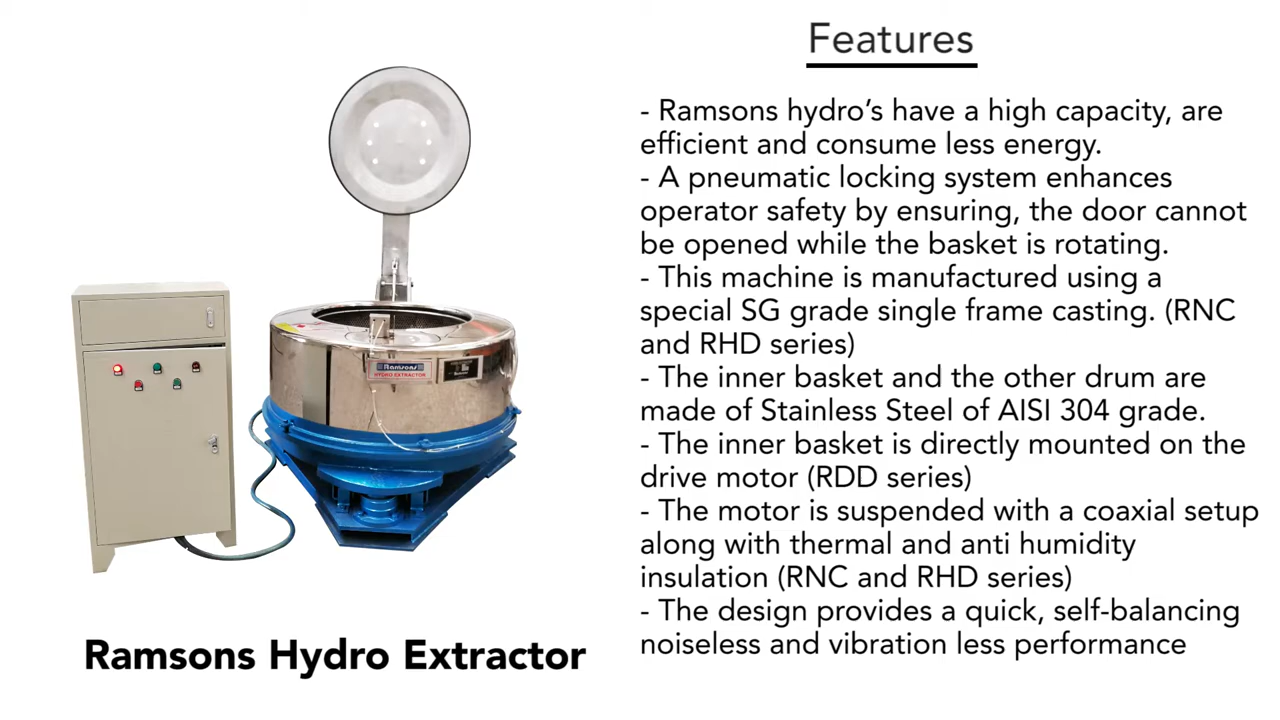 Features
- Ramsons hydro's have a high capacity, are
efficient and consume less energy.
- A pneumatic locking system enhances
operator safety by ensuring, the door cannot
be opened while the basket is rotating.
- This machine is manufactured using a
special SG grade single frame casting. (RNC
and RHD series)
- The inner basket and the other drum are
made of Stainless Steel of AISI 304 grade.
- The inner basket is directly mounted on the
drive motor (RDD series)
- The motor is suspended with a coaxial setup
along with thermal and anti humidity
insulation (RNC and RHD series)
- The design provides a quick, self-balancing
noiseless and vibration less performance
Ramsons
HYDRO EXTRACTOR
Ramsons Hydro Extractor